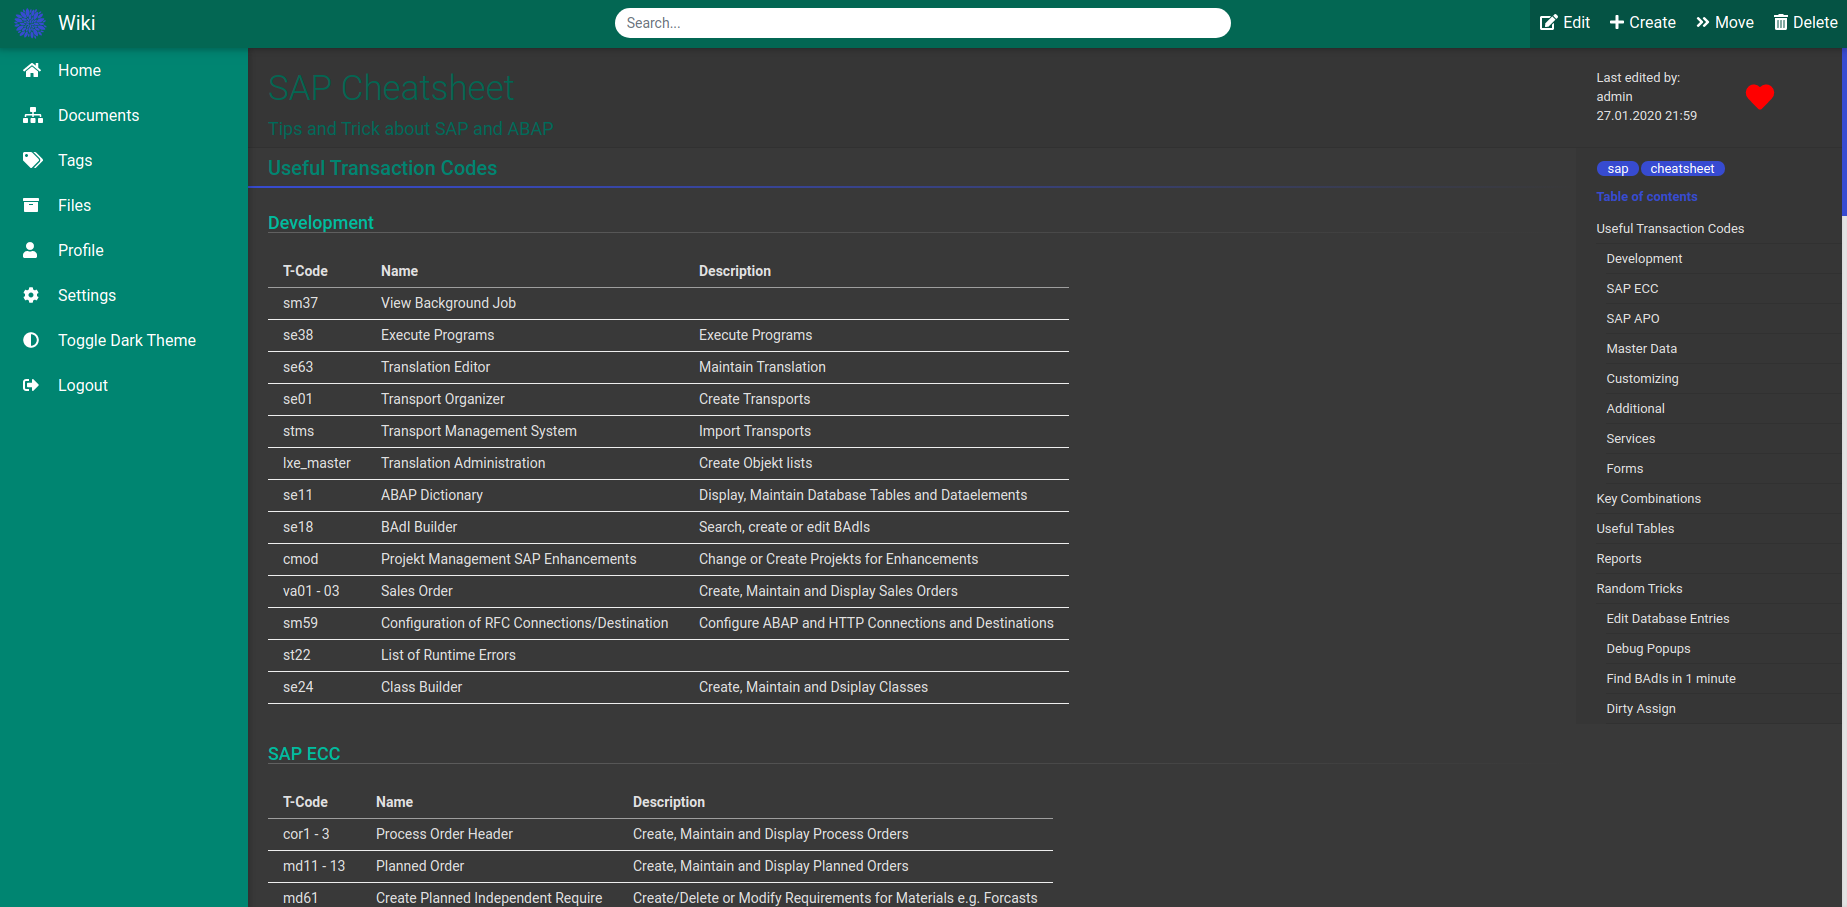 Wiki
Search...
Edit Create Move Delete
Home
Documents
Tags
Files
Profile
Settings
Toggle Dark Theme
Logout
SAP Cheatsheet
Tips and Trick about SAP and ABAP
Useful Transaction Codes
Development
T-Code Name Description
sm37 View Background Job
se38 Execute Programs Execute Programs
se63 Translation Editor Maintain Translation
se01 Transport Organizer Create Transports
stms Transport Management System Import Transports
lxe_master Translation Administration Create Objekt lists
se11 ABAP Dictionary Display, Maintain Database Tables and Dataelements
se18 BAdI Builder Search, create or edit BAdIs
cmod Projekt Management SAP Enhancements Change or Create Projekts for Enhancements
va01 - 03 Sales Order Create, Maintain and Display Sales Orders
sm59 Configuration of RFC Connections/Destination Configure ABAP and HTTP Connections and Destinations
st22 List of Runtime Errors
se24 Class Builder Create, Maintain and Dsiplay Classes
SAP ECC
T-Code Name Description
cor1 - 3 Process Order Header Create, Maintain and Display Process Orders
md11 - 13 Planned Order Create, Maintain and Display Planned Orders
md61 Create Planned Independent Require Create/Delete or Modify Requirements for Materials e.g. Forcasts
Last edited by:
admin
27.01.2020 21:59
sap cheatsheet
Table of contents
Useful Transaction Codes
Development
SAP ECC
SAP APO
Master Data
Customizing
Additional
Services
Forms
Key Combinations
Useful Tables
Reports
Random Tricks
Edit Database Entries
Debug Popups
Find BAdIs in 1 minute
Dirty Assign